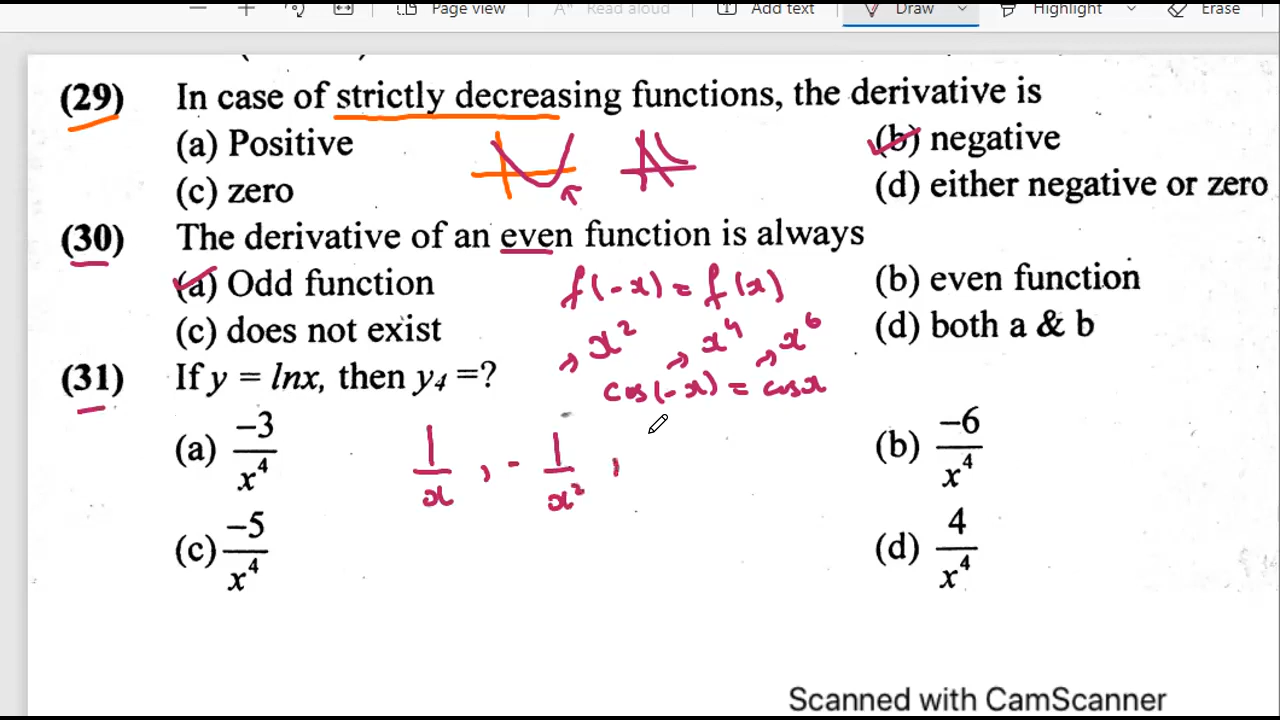 Page view Read aloud Add text Draw Highlight Erase
(29) In case of strictly decreasing functions, the derivative is
(a) Positive (b) negative
(c) zero (d) either negative or zero
(30) The derivative of an even function is always
(a) Odd function f(-x) = f(x) (b) even function
(c) does not exist x² x⁴ x⁶ (d) both a & b
(31) If y = lnx, then y₄ =? cos(-x) = cosx
(a) −3/x⁴ 1/x , - 1/x² , (b) −6/x⁴
(c) −5/x⁴ (d) 4/x⁴
Scanned with CamScanner